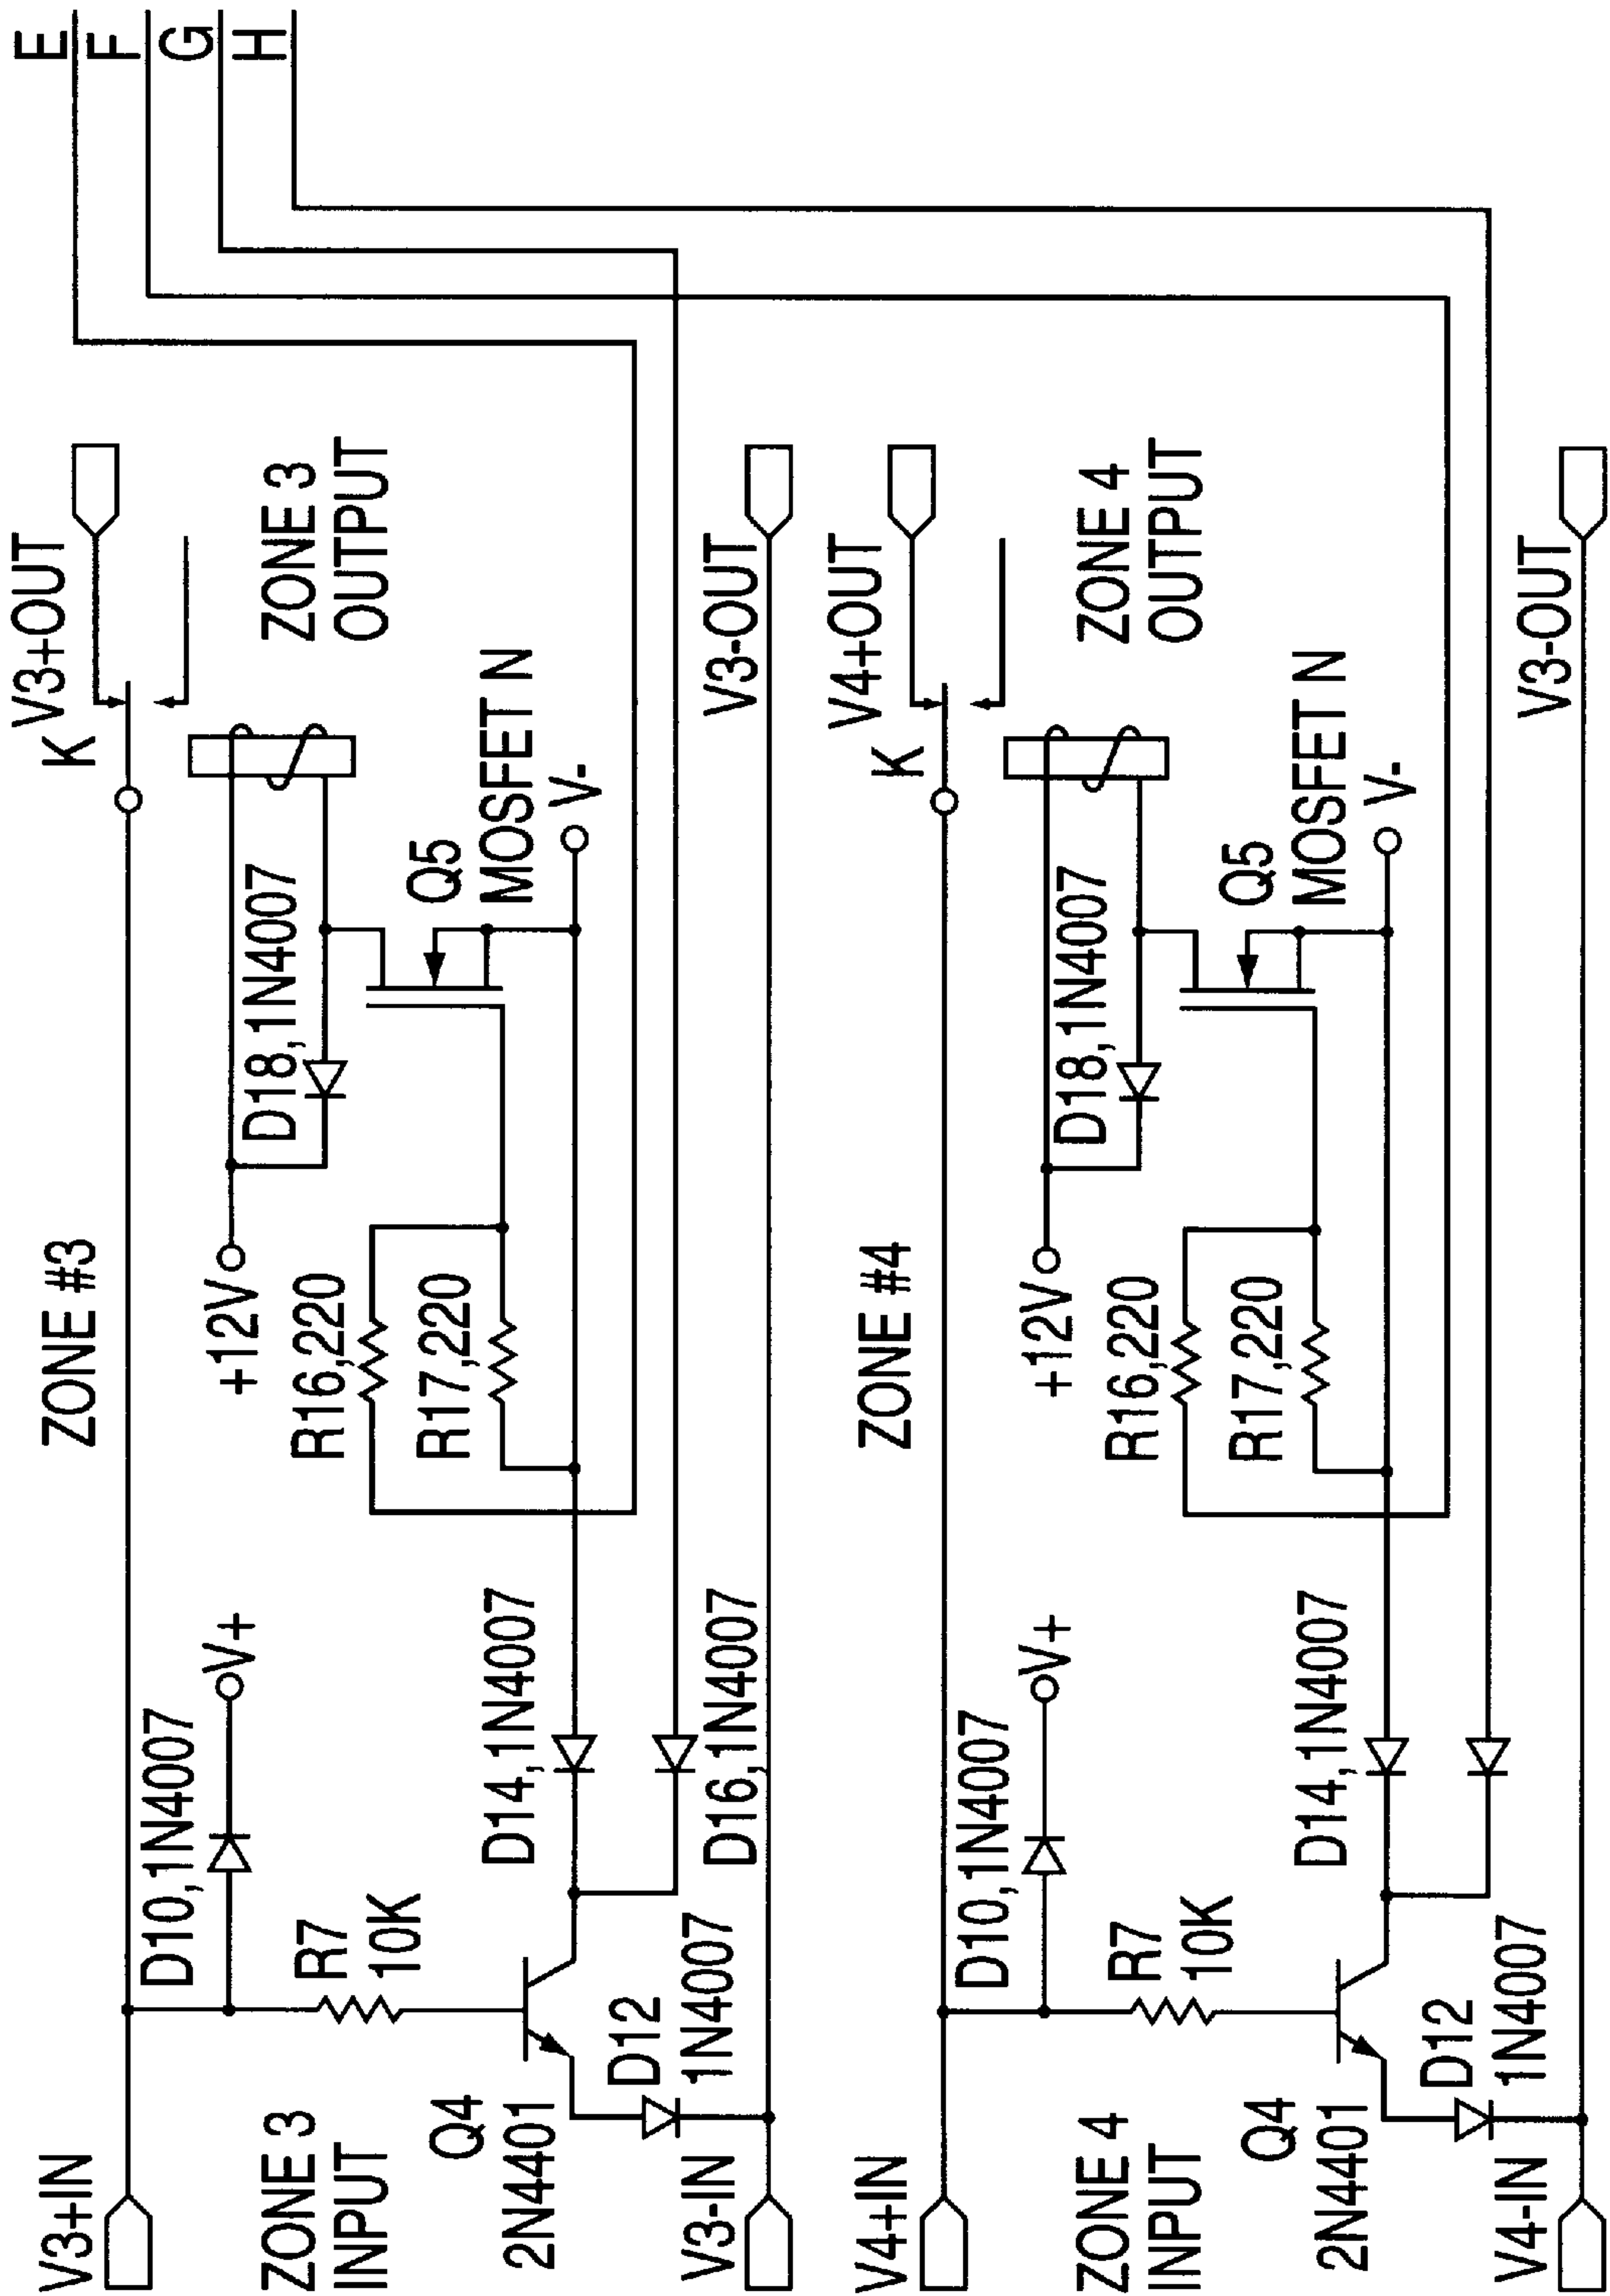 E
F
G
H
ZONE #3
V3+IN
V3+OUT
K
D10,1N4007
V+
+12V
D18,1N4007
ZONE 3
INPUT
R7
10K
R16,220
R17,220
ZONE 3
OUTPUT
Q4
2N4401
D14,1N4007
Q5
MOSFET N
V-
D12
1N4007
D16,1N4007
V3-IN
V3-OUT
ZONE #4
V4+IN
V4+OUT
K
D10,1N4007
V+
+12V
D18,1N4007
ZONE 4
INPUT
R7
10K
R16,220
R17,220
ZONE 4
OUTPUT
Q4
2N4401
D14,1N4007
Q5
MOSFET N
V-
D12
1N4007
V4-IN
V3-OUT